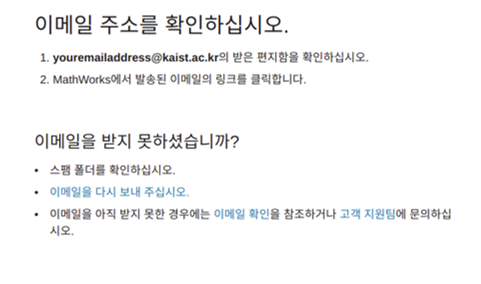 이메일 주소를 확인하십시오.
1. youremailaddress@kaist.ac.kr의 받은 편지함을 확인하십시오.
2. MathWorks에서 발송된 이메일의 링크를 클릭합니다.
이메일을 받지 못하셨습니까?
• 스팸 폴더를 확인하십시오.
• 이메일을 다시 보내 주십시오.
• 이메일을 아직 받지 못한 경우에는 이메일 확인을 참조하거나 고객 지원팀에 문의하십
시오.